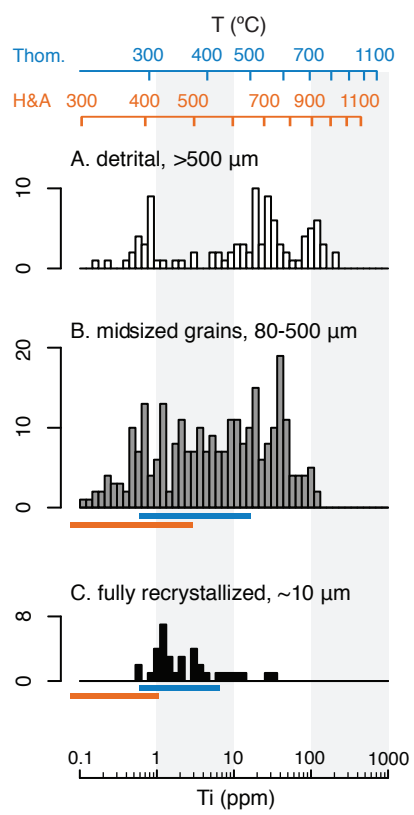 T (ºC)
Thom. 300 400 500 700 1100
H&A 300 400 500 700 900 1100
A. detrital, >500 µm
10
0
B. midsized grains, 80-500 µm
20
10
0
C. fully recrystallized, ~10 µm
8
0
0.1 1 10 100 1000
Ti (ppm)